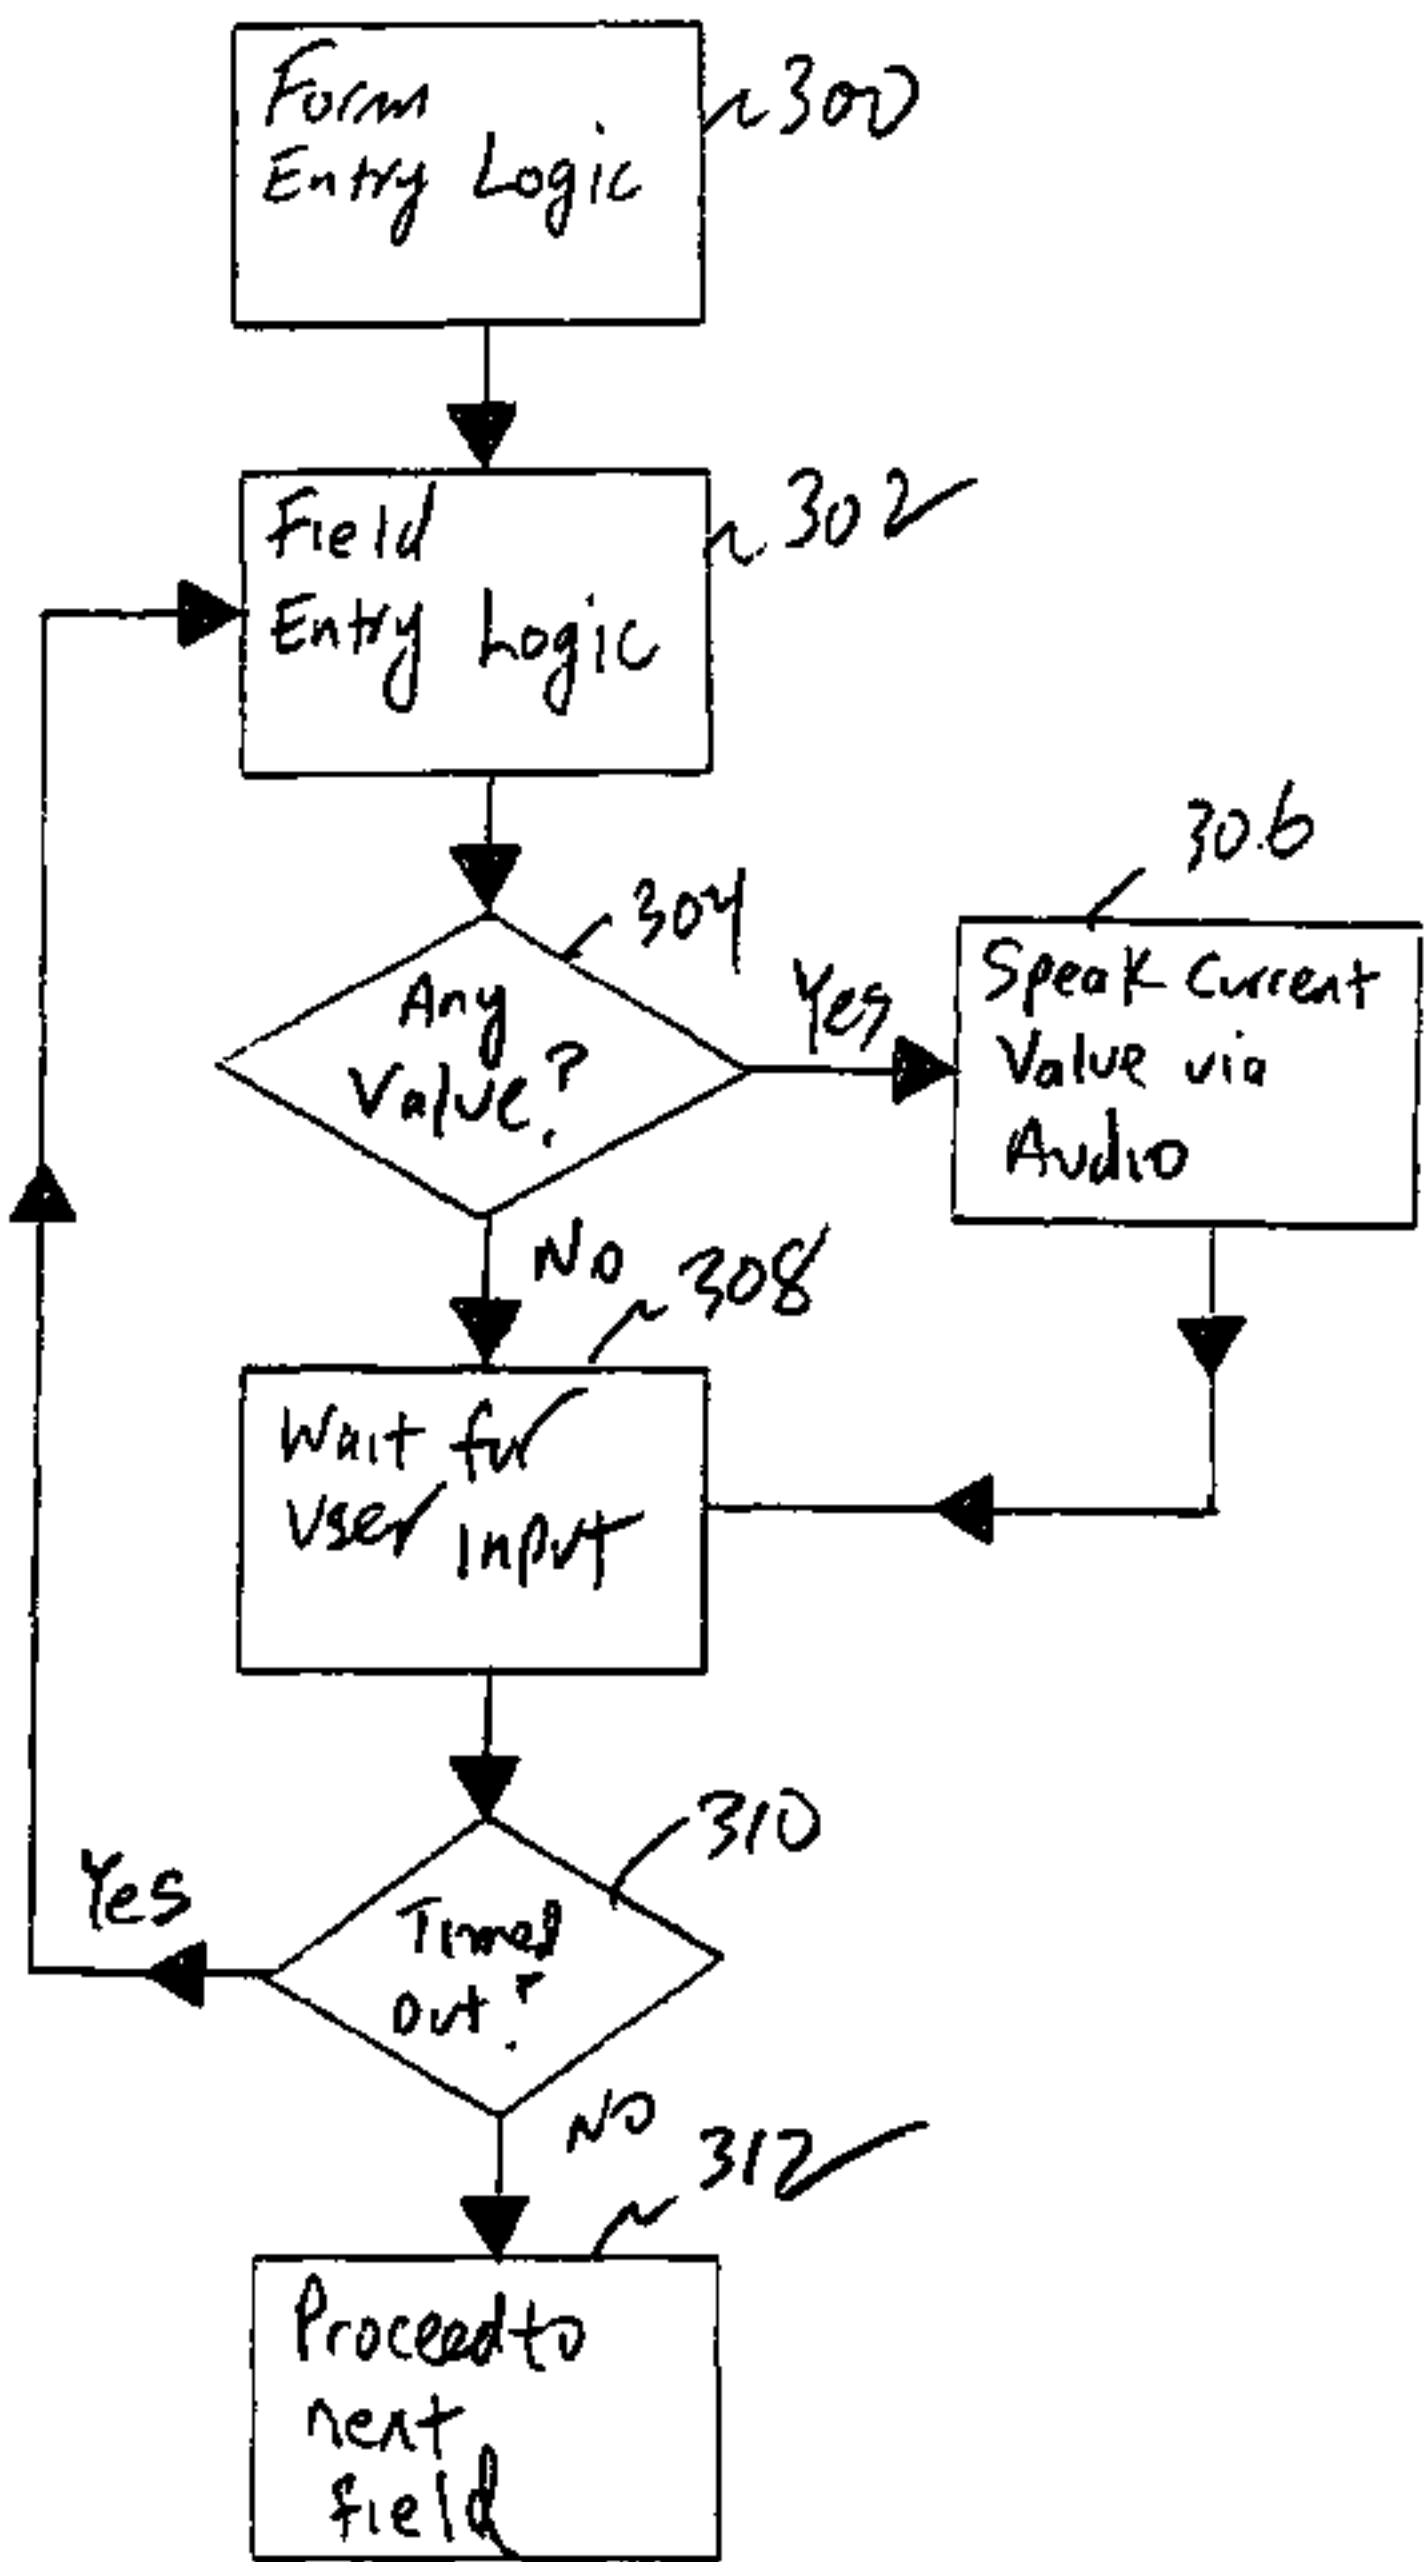 Form
Entry Logic
300
Field
Entry Logic
302
Any
Value?
304
Yes
306
Speak Current
Value via
Audio
No
308
Wait for
User Input
310
Timed
Out?
Yes
No
312
Proceed to
next
field